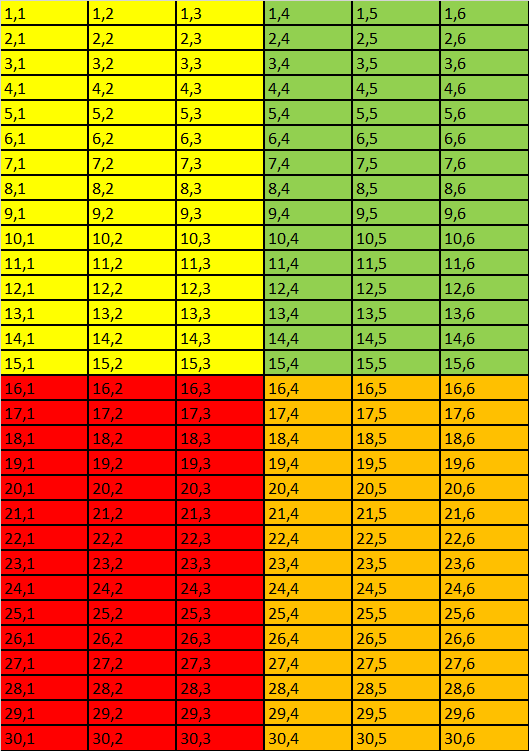 1,1 1,2 1,3 1,4 1,5 1,6
2,1 2,2 2,3 2,4 2,5 2,6
3,1 3,2 3,3 3,4 3,5 3,6
4,1 4,2 4,3 4,4 4,5 4,6
5,1 5,2 5,3 5,4 5,5 5,6
6,1 6,2 6,3 6,4 6,5 6,6
7,1 7,2 7,3 7,4 7,5 7,6
8,1 8,2 8,3 8,4 8,5 8,6
9,1 9,2 9,3 9,4 9,5 9,6
10,1 10,2 10,3 10,4 10,5 10,6
11,1 11,2 11,3 11,4 11,5 11,6
12,1 12,2 12,3 12,4 12,5 12,6
13,1 13,2 13,3 13,4 13,5 13,6
14,1 14,2 14,3 14,4 14,5 14,6
15,1 15,2 15,3 15,4 15,5 15,6
16,1 16,2 16,3 16,4 16,5 16,6
17,1 17,2 17,3 17,4 17,5 17,6
18,1 18,2 18,3 18,4 18,5 18,6
19,1 19,2 19,3 19,4 19,5 19,6
20,1 20,2 20,3 20,4 20,5 20,6
21,1 21,2 21,3 21,4 21,5 21,6
22,1 22,2 22,3 22,4 22,5 22,6
23,1 23,2 23,3 23,4 23,5 23,6
24,1 24,2 24,3 24,4 24,5 24,6
25,1 25,2 25,3 25,4 25,5 25,6
26,1 26,2 26,3 26,4 26,5 26,6
27,1 27,2 27,3 27,4 27,5 27,6
28,1 28,2 28,3 28,4 28,5 28,6
29,1 29,2 29,3 29,4 29,5 29,6
30,1 30,2 30,3 30,4 30,5 30,6